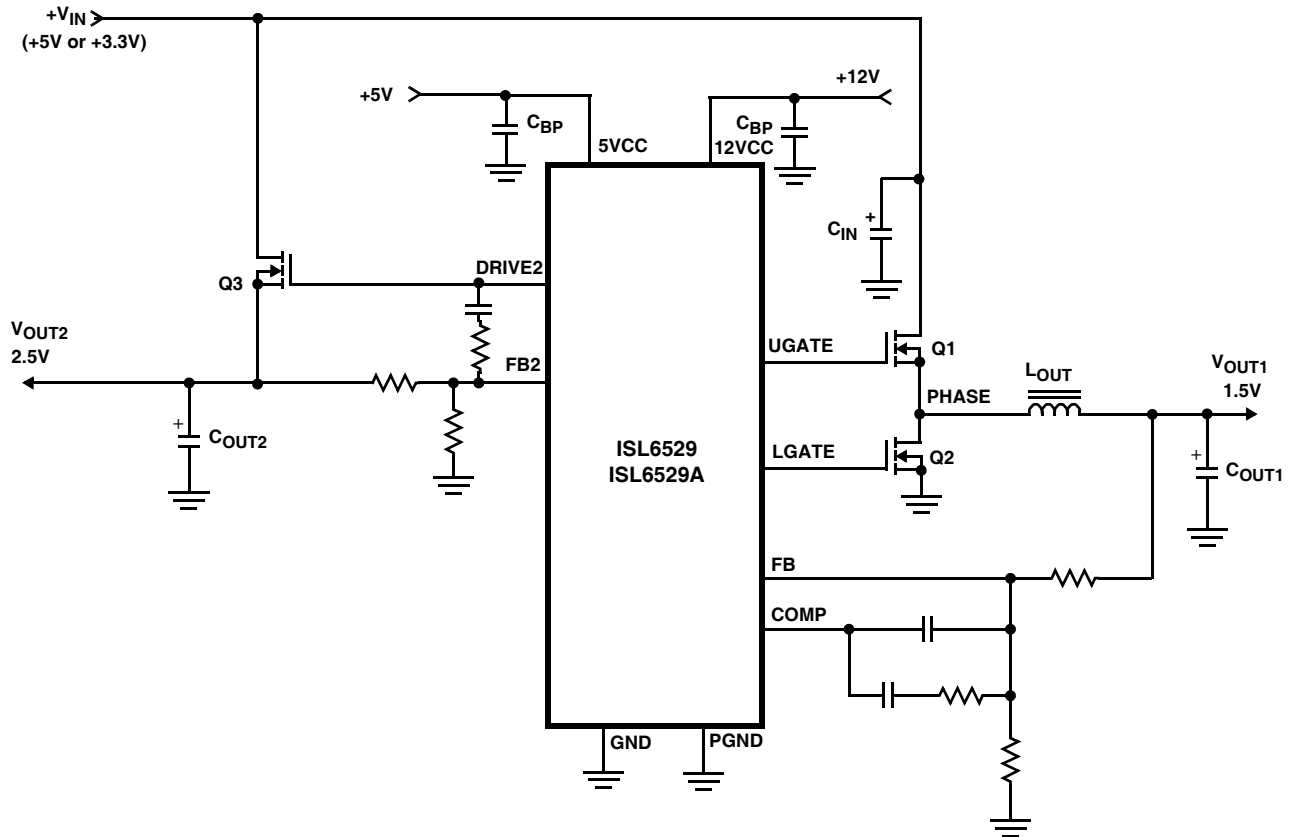 +VIN
(+5V or +3.3V)
+5V
+12V
CBP
CBP
5VCC
12VCC
CIN
DRIVE2
Q3
VOUT2
2.5V
UGATE
Q1
FB2
LOUT
VOUT1
1.5V
PHASE
COUT2
ISL6529
ISL6529A
LGATE
Q2
COUT1
FB
COMP
GND
PGND
+
+
+